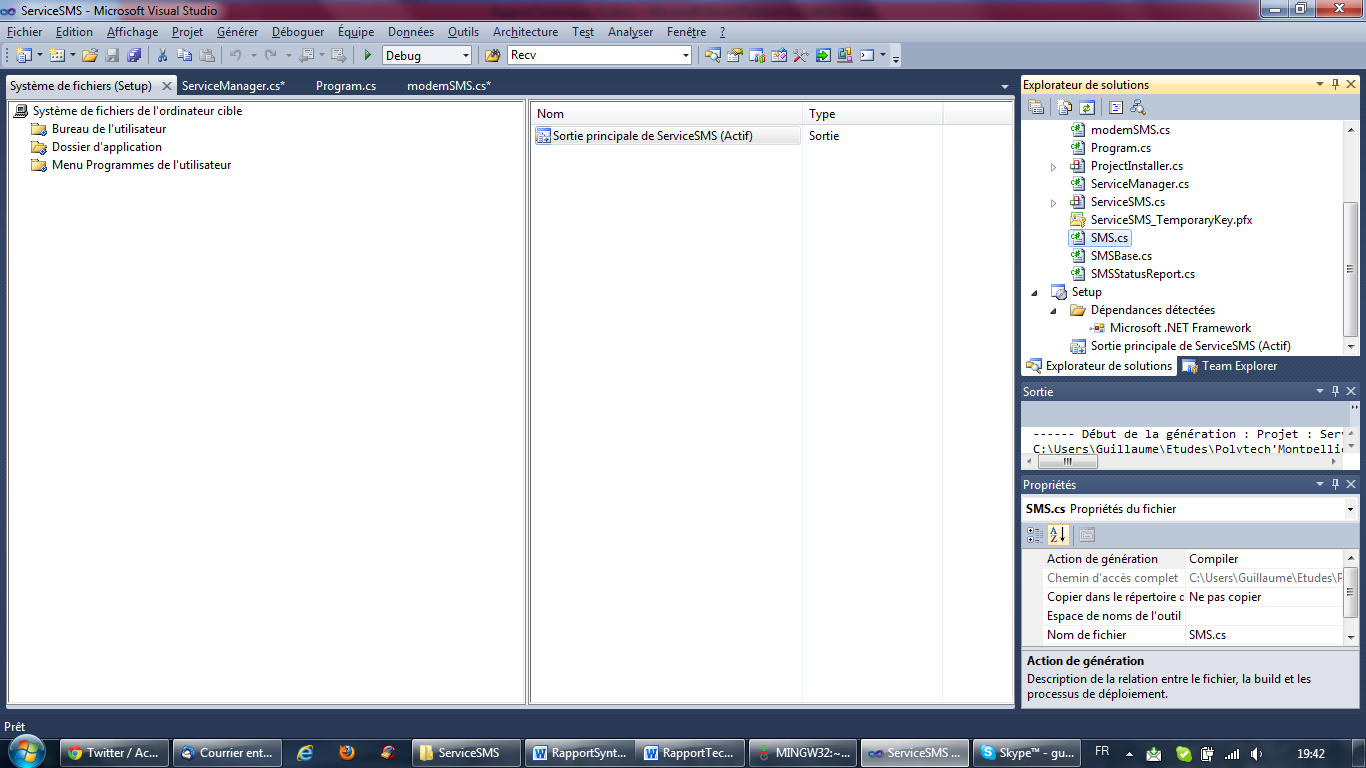 ServiceSMS - Microsoft Visual Studio
Fichier Edition Affichage Projet Générer Déboguer Équipe Données Outils Architecture Test Analyser Fenêtre ?
Debug Recv
Système de fichiers (Setup) ServiceManager.cs* Program.cs modemSMS.cs*
Système de fichiers de l'ordinateur cible
Bureau de l'utilisateur
Dossier d'application
Menu Programmes de l'utilisateur
Nom Type
Sortie principale de ServiceSMS (Actif) Sortie
Explorateur de solutions
modemSMS.cs
Program.cs
ProjectInstaller.cs
ServiceManager.cs
ServiceSMS.cs
ServiceSMS_TemporaryKey.pfx
SMS.cs
SMSBase.cs
SMSStatusReport.cs
Setup
Dépendances détectées
Microsoft .NET Framework
Sortie principale de ServiceSMS (Actif)
Explorateur de solutions Team Explorer
Sortie
------ Début de la génération : Projet : Ser
C:\Users\Guillaume\Etudes\Polytech'Montpelli
Propriétés
SMS.cs Propriétés du fichier
Action de génération Compiler
Chemin d'accès complet C:\Users\Guillaume\Etudes\P
Copier dans le répertoire d Ne pas copier
Espace de noms de l'outil
Nom de fichier SMS.cs
Action de génération
Description de la relation entre le fichier, la build et les
processus de déploiement.
Prêt
Twitter / Ac... Courrier ent... ServiceSMS RapportSynt... RapportTec... MINGW32:~... ServiceSMS ... Skype™ - gu... FR 19:42